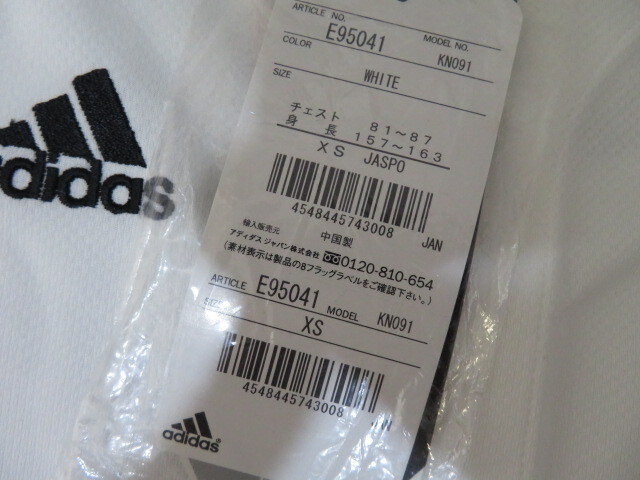 adidas
ARTICLE NO.
E95041
MODEL NO.
COLOR
KN091
SIZE
WHITE
チェスト 81~87
身長 157~163
XS JASPO
4548445743008 JAN
輸入販売元 中国製
アディダス ジャパン株式会社 0120-810-654
(素材表示は製品のBフラッグラベルをご確認下さい。)
ARTICLE E95041 MODEL KN091
SIZE XS
4548445743008 JAN
adidas